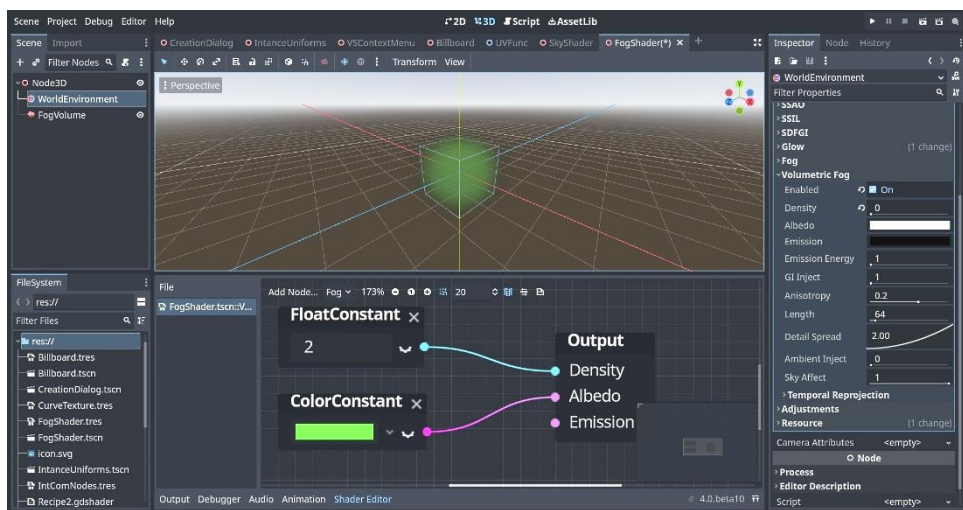 Scene Project Debug Editor Help
2D 3D Script AssetLib
Scene Import
CreationDialog IntanceUniforms VSContextMenu Billboard UVFunc SkyShader FogShader(*)
Inspector Node History
Filter Nodes
Transform View
Node3D
WorldEnvironment
FogVolume
Perspective
WorldEnvironment
Filter Properties
SSAO
SSIL
SDFGI
Glow (1 change)
Fog
Volumetric Fog
Enabled On
Density 0
Albedo
Emission
Emission Energy 1
GI Inject 1
Anisotropy 0.2
Length 64
Detail Spread 2.00
Ambient Inject 0
Sky Affect 1
Temporal Reprojection
Adjustments
Resource (1 change)
Camera Attributes <empty>
Node
Process
Editor Description
Script <empty>
FileSystem
res://
Filter Files
res://
Billboard.tres
Billboard.tscn
CreationDialog.tscn
CurveTexture.tres
FogShader.tres
FogShader.tscn
icon.svg
IntanceUniforms.tscn
IntComNodes.tres
Recipe2.gdshader
File
FogShader.tscn::V...
Add Node... Fog 173% 20
FloatConstant
2
ColorConstant
Output
Density
Albedo
Emission
Output Debugger Audio Animation Shader Editor
4.0.beta10